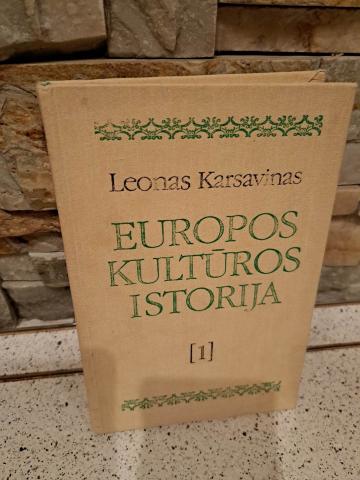 Leonas Karsavinas
EUROPOS
KULTŪROS
ISTORIJA
[1]